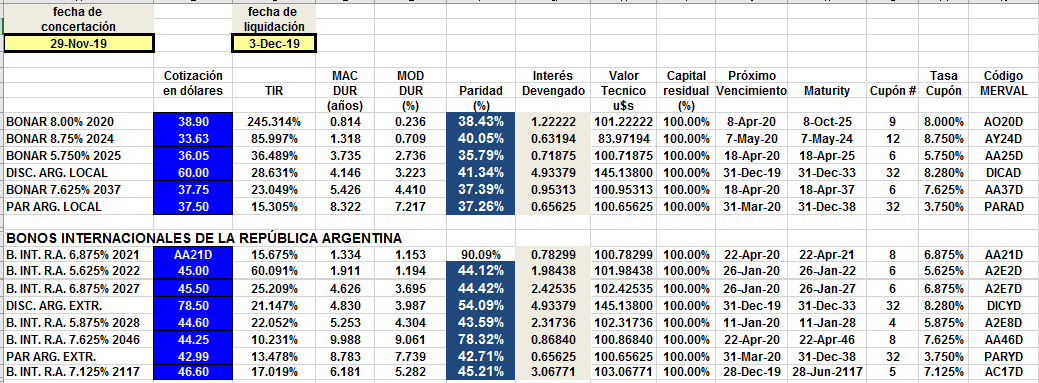 fecha de concertación fecha de liquidación
29-Nov-19 3-Dec-19
Cotización en dólares TIR MAC DUR (años) MOD DUR (%) Paridad (%) Interés Devengado Valor Tecnico u$s Capital residual (%) Próximo Vencimiento Maturity Cupón # Tasa Cupón Código MERVAL
BONAR 8.00% 2020 38.90 245.314% 0.814 0.236 38.43% 1.22222 101.22222 100.00% 8-Apr-20 8-Oct-25 9 8.000% AO20D
BONAR 8.75% 2024 33.63 85.997% 1.318 0.709 40.05% 0.63194 83.97194 100.00% 7-May-20 7-May-24 12 8.750% AY24D
BONAR 5.750% 2025 36.05 36.489% 3.735 2.736 35.79% 0.71875 100.71875 100.00% 18-Apr-20 18-Apr-25 6 5.750% AA25D
DISC. ARG. LOCAL 60.00 28.631% 4.146 3.223 41.34% 4.93379 145.13800 100.00% 31-Dec-19 31-Dec-33 32 8.280% DICAD
BONAR 7.625% 2037 37.75 23.049% 5.426 4.410 37.39% 0.95313 100.95313 100.00% 18-Apr-20 18-Apr-37 6 7.625% AA37D
PAR ARG. LOCAL 37.50 15.305% 8.322 7.217 37.26% 0.65625 100.65625 100.00% 31-Mar-20 31-Dec-38 32 3.750% PARAD
BONOS INTERNACIONALES DE LA REPÚBLICA ARGENTINA
B. INT. R.A. 6.875% 2021 AA21D 15.675% 1.334 1.153 90.09% 0.78299 100.78299 100.00% 22-Apr-20 22-Apr-21 8 6.875% AA21D
B. INT. R.A. 5.625% 2022 45.00 60.091% 1.911 1.194 44.12% 1.98438 101.98438 100.00% 26-Jan-20 26-Jan-22 6 5.625% A2E2D
B. INT. R.A. 6.875% 2027 45.50 25.209% 4.626 3.695 44.42% 2.42535 102.42535 100.00% 26-Jan-20 26-Jan-27 6 6.875% A2E7D
DISC. ARG. EXTR. 78.50 21.147% 4.830 3.987 54.09% 4.93379 145.13800 100.00% 31-Dec-19 31-Dec-33 32 8.280% DICYD
B. INT. R.A. 5.875% 2028 44.60 22.052% 5.253 4.304 43.59% 2.31736 102.31736 100.00% 11-Jan-20 11-Jan-28 4 5.875% A2E8D
B. INT. R.A. 7.625% 2046 44.25 10.231% 9.988 9.061 78.32% 0.86840 100.86840 100.00% 22-Apr-20 22-Apr-46 8 7.625% AA46D
PAR ARG. EXTR. 42.99 13.478% 8.783 7.739 42.71% 0.65625 100.65625 100.00% 31-Mar-20 31-Dec-38 32 3.750% PARYD
B. INT. R.A. 7.125% 2117 46.60 17.019% 6.181 5.282 45.21% 3.06771 103.06771 100.00% 28-Dec-19 28-Jun-2117 5 7.125% AC17D